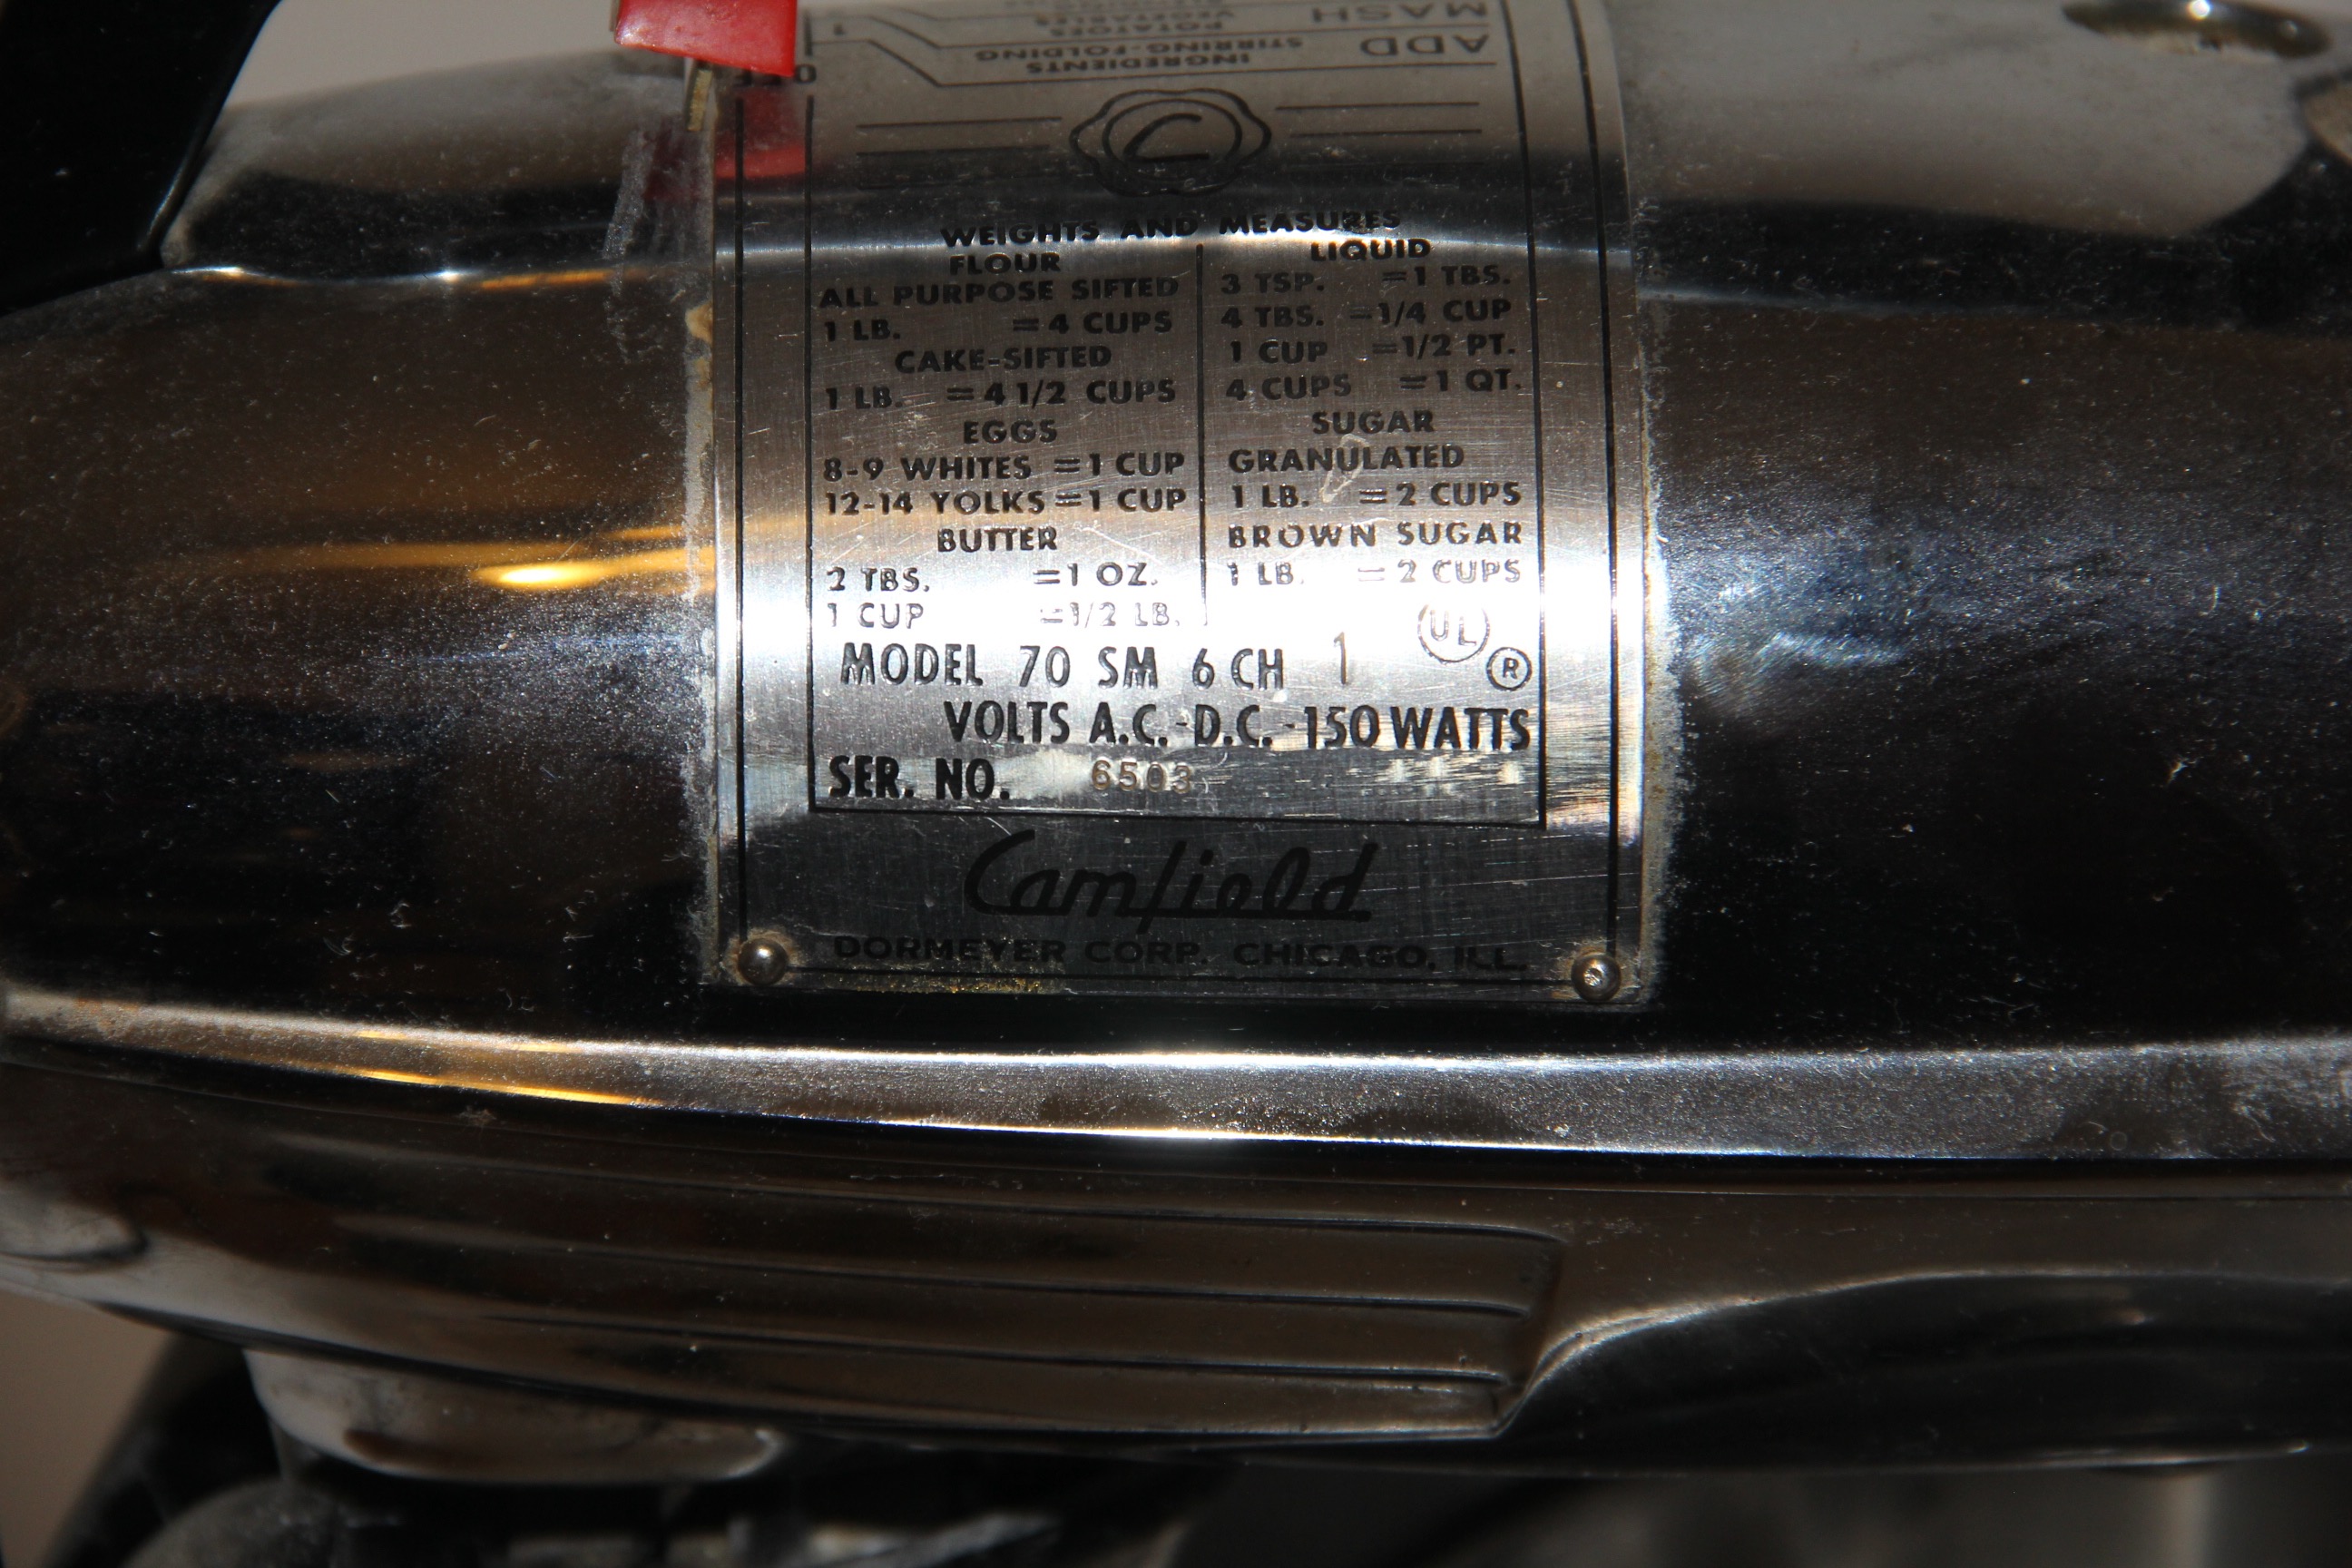 MASH
POTATOES
VEGETABLES
1
ADD
STIRRING-FOLDING
INGREDIENTS
C
WEIGHTS AND MEASURES
FLOUR
ALL PURPOSE SIFTED
1 LB. =4 CUPS
CAKE-SIFTED
1 LB. =4 1/2 CUPS
EGGS
8-9 WHITES =1 CUP
12-14 YOLKS =1 CUP
BUTTER
2 TBS. =1 OZ.
1 CUP =1/2 LB.
LIQUID
3 TSP. =1 TBS.
4 TBS. =1/4 CUP
1 CUP =1/2 PT.
4 CUPS =1 QT.
SUGAR
GRANULATED
1 LB. =2 CUPS
BROWN SUGAR
1 LB. =2 CUPS
UL
®
MODEL 70 SM 6 CH 1
VOLTS A.C.-D.C.-150 WATTS
SER. NO. 6503
Camfield
DORMEYER CORP. CHICAGO, ILL.